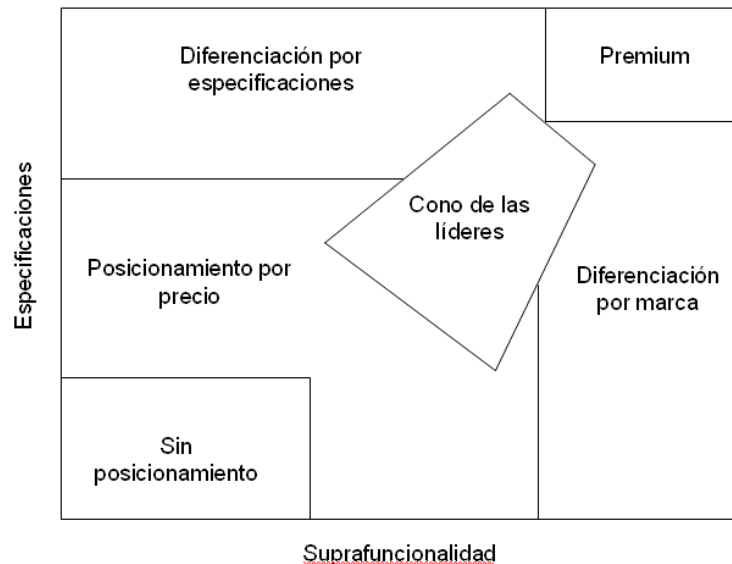 Diferenciación por
especificaciones
Premium
Especificaciones
Cono de las
líderes
Posicionamiento por
precio
Diferenciación
por marca
Sin
posicionamiento
Suprafuncionalidad